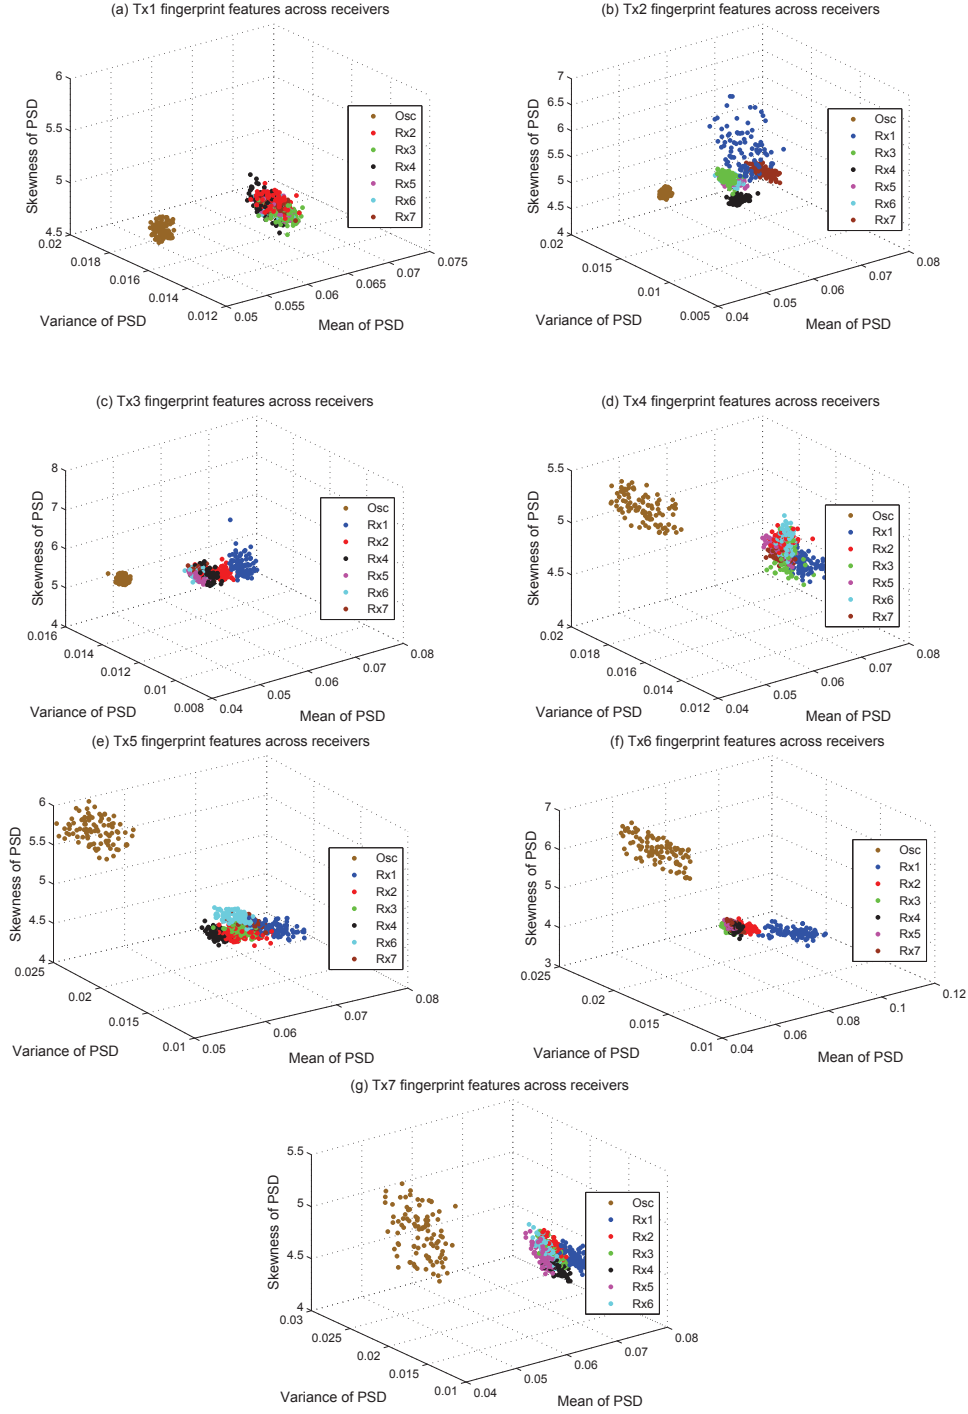 (a) Tx1 fingerprint features across receivers
6
5.5
5
4.5
Skewness of PSD
0.02
0.018
0.016
0.014
0.012
Variance of PSD
0.05
0.055
0.06
0.065
0.07
0.075
Mean of PSD
Osc
Rx2
Rx3
Rx4
Rx5
Rx6
Rx7
(b) Tx2 fingerprint features across receivers
7
6.5
6
5.5
5
4.5
4
Skewness of PSD
0.02
0.015
0.01
0.005
Variance of PSD
0.04
0.05
0.06
0.07
0.08
Mean of PSD
Osc
Rx1
Rx3
Rx4
Rx5
Rx6
Rx7
(c) Tx3 fingerprint features across receivers
8
7
6
5
4
Skewness of PSD
0.016
0.014
0.012
0.01
0.008
Variance of PSD
0.04
0.05
0.06
0.07
0.08
Mean of PSD
Osc
Rx1
Rx2
Rx4
Rx5
Rx6
Rx7
(d) Tx4 fingerprint features across receivers
5.5
5
4.5
4
Skewness of PSD
0.02
0.018
0.016
0.014
0.012
Variance of PSD
0.04
0.05
0.06
0.07
0.08
Mean of PSD
Osc
Rx1
Rx2
Rx3
Rx5
Rx6
Rx7
(e) Tx5 fingerprint features across receivers
6
5.5
5
4.5
4
Skewness of PSD
0.025
0.02
0.015
0.01
Variance of PSD
0.05
0.06
0.07
0.08
Mean of PSD
Osc
Rx1
Rx2
Rx3
Rx4
Rx6
Rx7
(f) Tx6 fingerprint features across receivers
7
6
5
4
3
Skewness of PSD
0.025
0.02
0.015
0.01
Variance of PSD
0.04
0.06
0.08
0.1
0.12
Mean of PSD
Osc
Rx1
Rx2
Rx3
Rx4
Rx5
Rx7
(g) Tx7 fingerprint features across receivers
5.5
5
4.5
4
Skewness of PSD
0.03
0.025
0.02
0.015
0.01
Variance of PSD
0.04
0.05
0.06
0.07
0.08
Mean of PSD
Osc
Rx1
Rx2
Rx3
Rx4
Rx5
Rx6